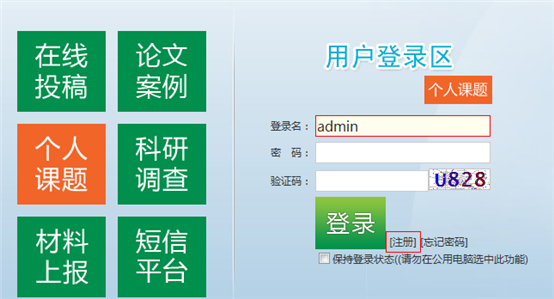 在线
投稿
论文
案例
个人
课题
科研
调查
材料
上报
短信
平台
用户登录区
个人课题
登录名：admin
密　码：
验证码：U828
登录 [注册] [忘记密码]
保持登录状态((请勿在公用电脑选中此功能)